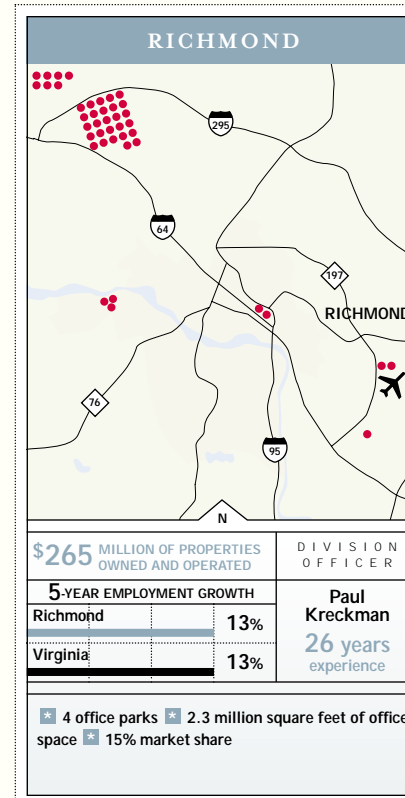 RICHMOND
295
64
197
RICHMOND
76
95
N
$265 MILLION OF PROPERTIES
OWNED AND OPERATED
DIVISION
OFFICER
5-YEAR EMPLOYMENT GROWTH
Richmond
13%
Virginia
13%
Paul
Kreckman
26 years
experience
* 4 office parks * 2.3 million square feet of office
space * 15% market share